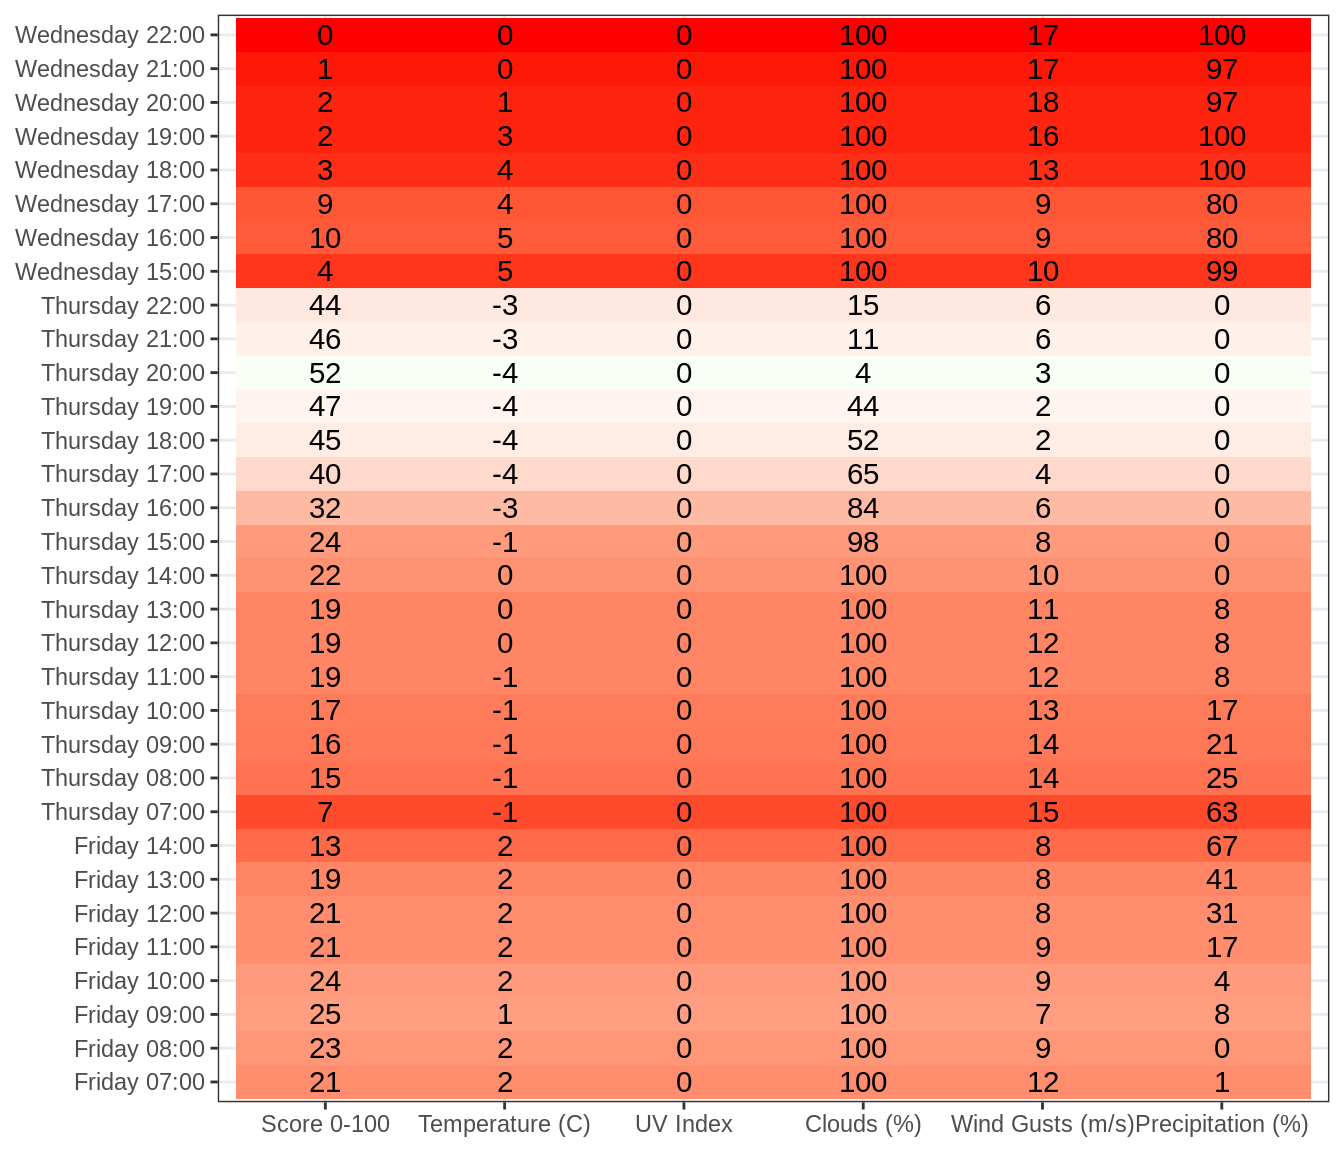 Wednesday 22:00 0 0 0 100 17 100
Wednesday 21:00 1 0 0 100 17 97
Wednesday 20:00 2 1 0 100 18 97
Wednesday 19:00 2 3 0 100 16 100
Wednesday 18:00 3 4 0 100 13 100
Wednesday 17:00 9 4 0 100 9 80
Wednesday 16:00 10 5 0 100 9 80
Wednesday 15:00 4 5 0 100 10 99
Thursday 22:00 44 -3 0 15 6 0
Thursday 21:00 46 -3 0 11 6 0
Thursday 20:00 52 -4 0 4 3 0
Thursday 19:00 47 -4 0 44 2 0
Thursday 18:00 45 -4 0 52 2 0
Thursday 17:00 40 -4 0 65 4 0
Thursday 16:00 32 -3 0 84 6 0
Thursday 15:00 24 -1 0 98 8 0
Thursday 14:00 22 0 0 100 10 0
Thursday 13:00 19 0 0 100 11 8
Thursday 12:00 19 0 0 100 12 8
Thursday 11:00 19 -1 0 100 12 8
Thursday 10:00 17 -1 0 100 13 17
Thursday 09:00 16 -1 0 100 14 21
Thursday 08:00 15 -1 0 100 14 25
Thursday 07:00 7 -1 0 100 15 63
Friday 14:00 13 2 0 100 8 67
Friday 13:00 19 2 0 100 8 41
Friday 12:00 21 2 0 100 8 31
Friday 11:00 21 2 0 100 9 17
Friday 10:00 24 2 0 100 9 4
Friday 09:00 25 1 0 100 7 8
Friday 08:00 23 2 0 100 9 0
Friday 07:00 21 2 0 100 12 1
Score 0-100 Temperature (C) UV Index Clouds (%) Wind Gusts (m/s) Precipitation (%)